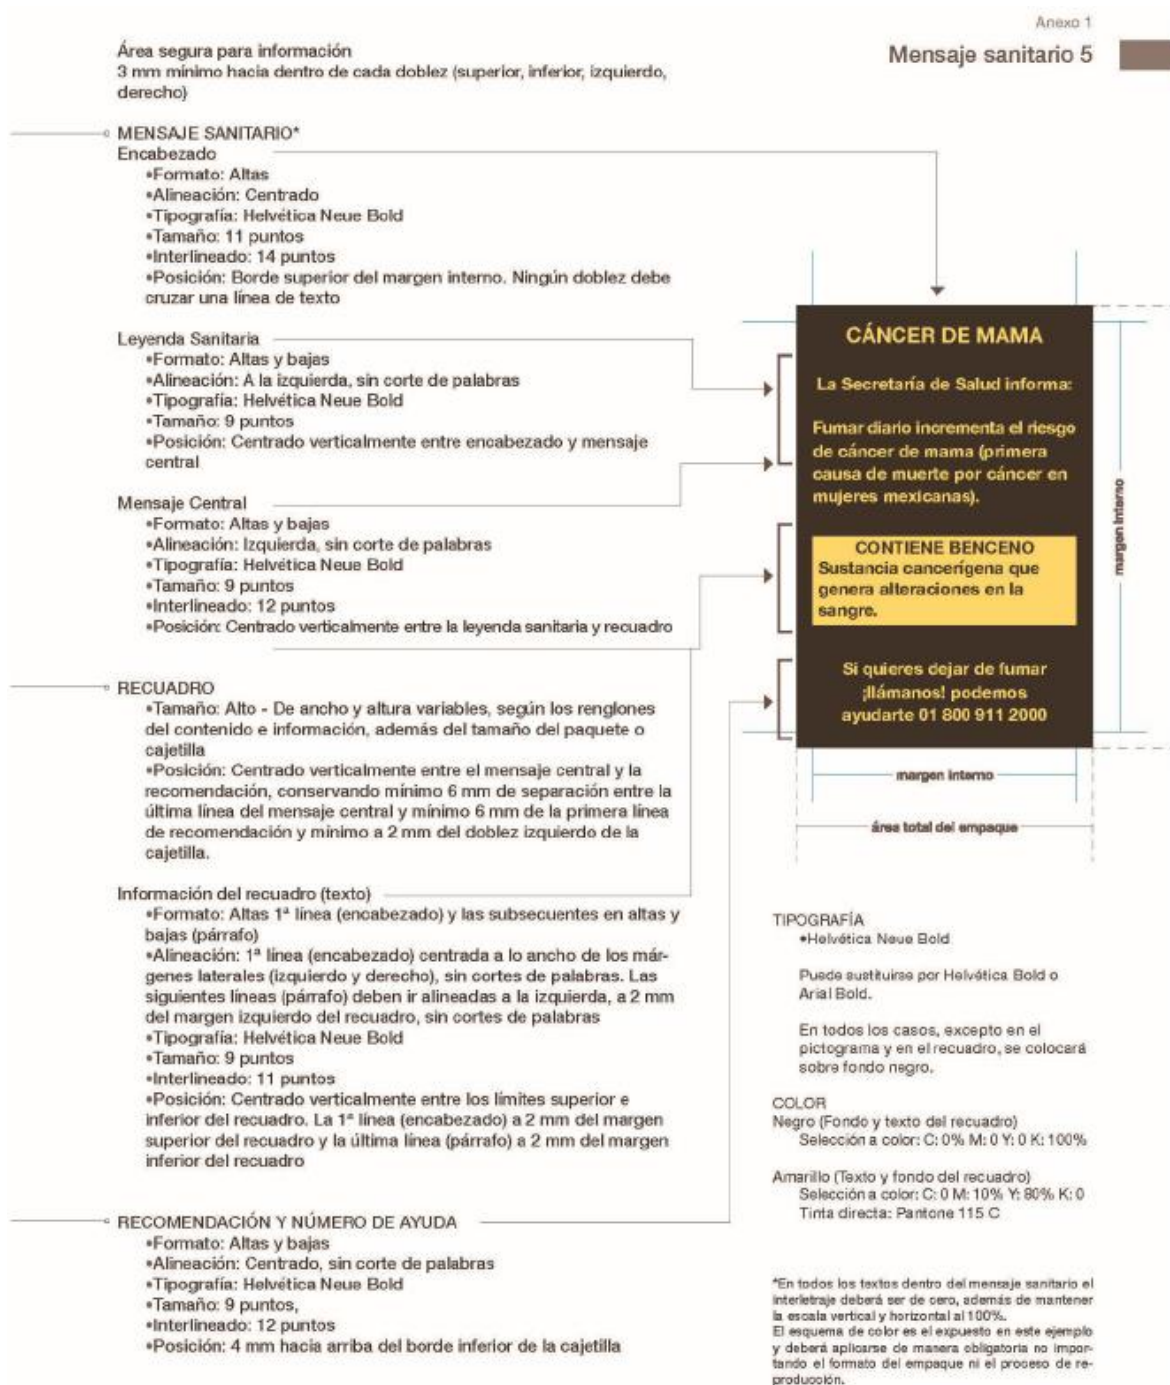 Anexo 1
Mensaje sanitario 5
Área segura para información
3 mm mínimo hacia dentro de cada doblez (superior, inferior, izquierdo,
derecho)
MENSAJE SANITARIO*
Encabezado
•Formato: Altas
•Alineación: Centrado
•Tipografía: Helvética Neue Bold
•Tamaño: 11 puntos
•Interlineado: 14 puntos
•Posición: Borde superior del margen interno. Ningún doblez debe
cruzar una línea de texto
Leyenda Sanitaria
•Formato: Altas y bajas
•Alineación: A la izquierda, sin corte de palabras
•Tipografía: Helvética Neue Bold
•Tamaño: 9 puntos
•Posición: Centrado verticalmente entre encabezado y mensaje
central
Mensaje Central
•Formato: Altas y bajas
•Alineación: Izquierda, sin corte de palabras
•Tipografía: Helvética Neue Bold
•Tamaño: 9 puntos
•Interlineado: 12 puntos
•Posición: Centrado verticalmente entre la leyenda sanitaria y recuadro
RECUADRO
•Tamaño: Alto - De ancho y altura variables, según los renglones
del contenido e información, además del tamaño del paquete o
cajetilla
•Posición: Centrado verticalmente entre el mensaje central y la
recomendación, conservando mínimo 6 mm de separación entre la
última línea del mensaje central y mínimo 6 mm de la primera línea
de recomendación y mínimo a 2 mm del doblez izquierdo de la
cajetilla.
Información del recuadro (texto)
•Formato: Altas 1ª línea (encabezado) y las subsecuentes en altas y
bajas (párrafo)
•Alineación: 1ª línea (encabezado) centrada a lo ancho de los már-
genes laterales (izquierdo y derecho), sin cortes de palabras. Las
siguientes líneas (párrafo) deben ir alineadas a la izquierda, a 2 mm
del margen izquierdo del recuadro, sin cortes de palabras
•Tipografía: Helvética Neue Bold
•Tamaño: 9 puntos
•Interlineado: 11 puntos
•Posición: Centrado verticalmente entre los límites superior e
inferior del recuadro. La 1ª línea (encabezado) a 2 mm del margen
superior del recuadro y la última línea (párrafo) a 2 mm del margen
inferior del recuadro
RECOMENDACIÓN Y NÚMERO DE AYUDA
•Formato: Altas y bajas
•Alineación: Centrado, sin corte de palabras
•Tipografía: Helvética Neue Bold
•Tamaño: 9 puntos,
•Interlineado: 12 puntos
•Posición: 4 mm hacia arriba del borde inferior de la cajetilla
CÁNCER DE MAMA
La Secretaría de Salud informa:
Fumar diario incrementa el riesgo
de cáncer de mama (primera
causa de muerte por cáncer en
mujeres mexicanas).
CONTIENE BENCENO
Sustancia cancerígena que
genera alteraciones en la
sangre.
Si quieres dejar de fumar
¡llámanos! podemos
ayudarte 01 800 911 2000
margen interno
margen interno
área total del empaque
TIPOGRAFÍA
•Helvética Neue Bold
Puede sustituirse por Helvética Bold o
Arial Bold.
En todos los casos, excepto en el
pictograma y en el recuadro, se colocará
sobre fondo negro.
COLOR
Negro (Fondo y texto del recuadro)
Selección a color: C: 0% M: 0 Y: 0 K: 100%
Amarillo (Texto y fondo del recuadro)
Selección a color: C: 0 M: 10% Y: 80% K: 0
Tinta directa: Pantone 115 C
*En todos los textos dentro del mensaje sanitario el
interletraje deberá ser de cero, además de mantener
la escala vertical y horizontal al 100%.
El esquema de color es el expuesto en este ejemplo
y deberá aplicarse de manera obligatoria no impor-
tando el formato del empaque ni el proceso de re-
producción.